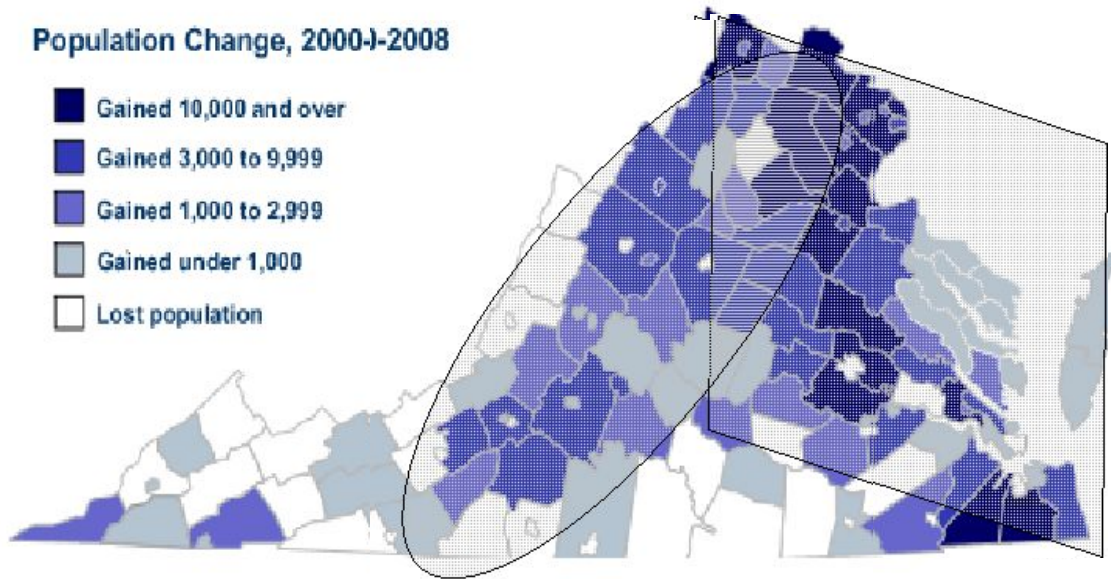 Population Change, 2000-)-2008
Gained 10,000 and over
Gained 3,000 to 9,999
Gained 1,000 to 2,999
Gained under 1,000
Lost population